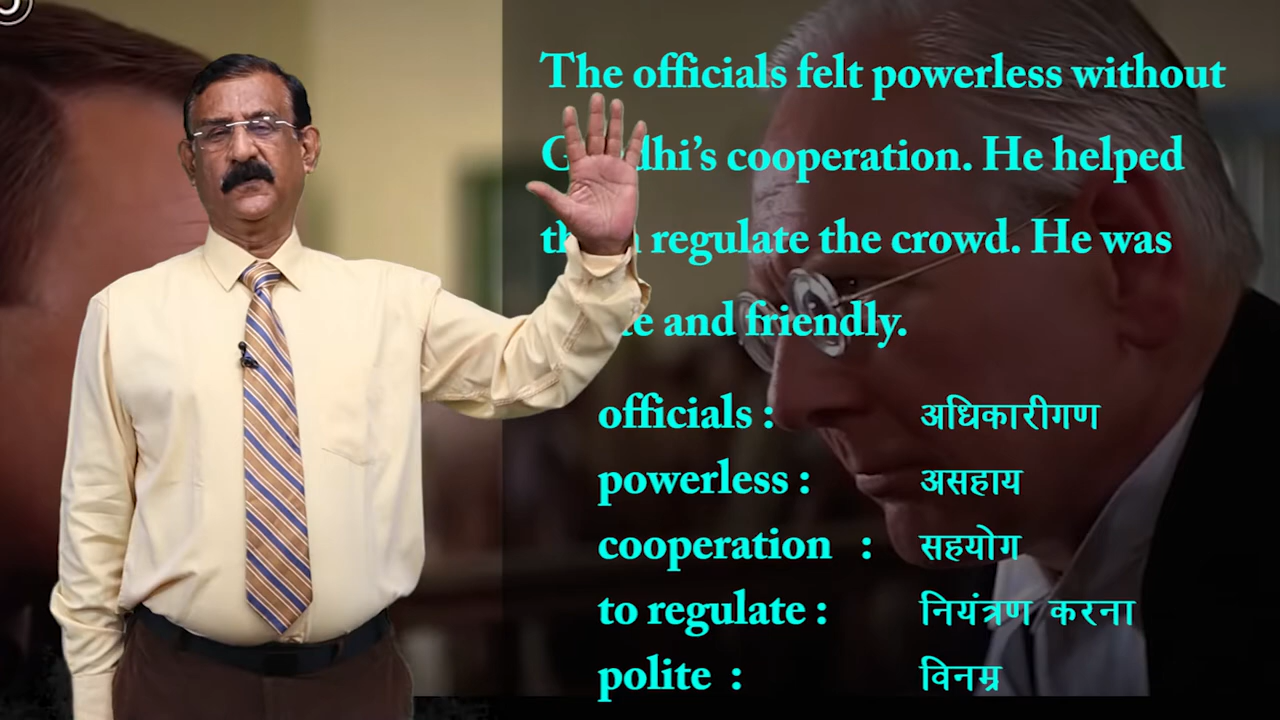 The officials felt powerless without
cooperation. He helped
regulate the crowd. He was
and friendly.
officials : अधिकारीगण
powerless : असहाय
cooperation : सहयोग
to regulate : नियंत्रण करना
polite : विनम्र